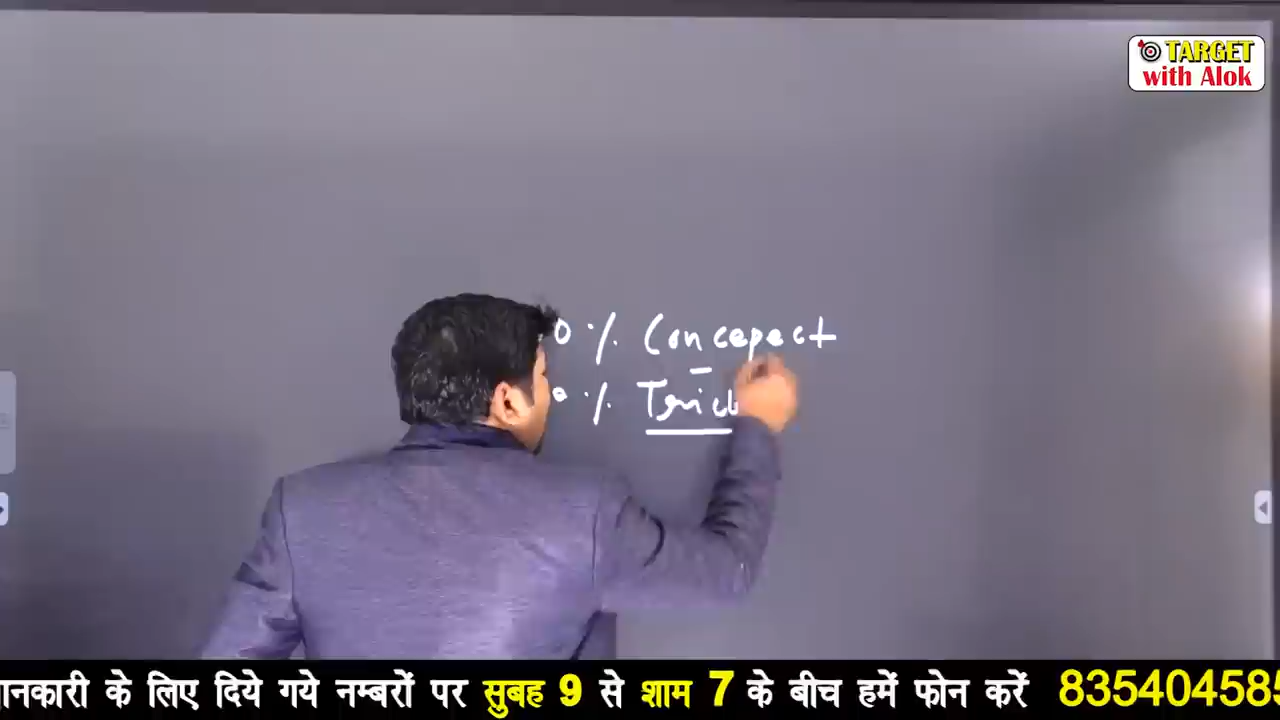 TARGET
with Alok
0 % Concepect
0 % Trick
ानकारी के लिए दिये गये नम्बरों पर सुबह 9 से शाम 7 के बीच हमें फोन करें 835404585